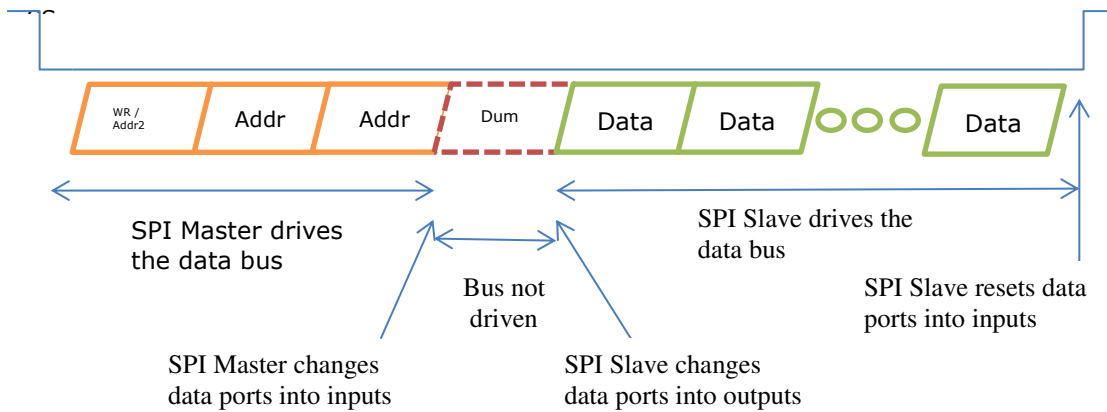 WR /
Addr2
Addr
Addr
Dum
Data
Data
Data
SPI Master drives
the data bus
Bus not
driven
SPI Slave drives the
data bus
SPI Slave resets data
ports into inputs
SPI Master changes
data ports into inputs
SPI Slave changes
data ports into outputs